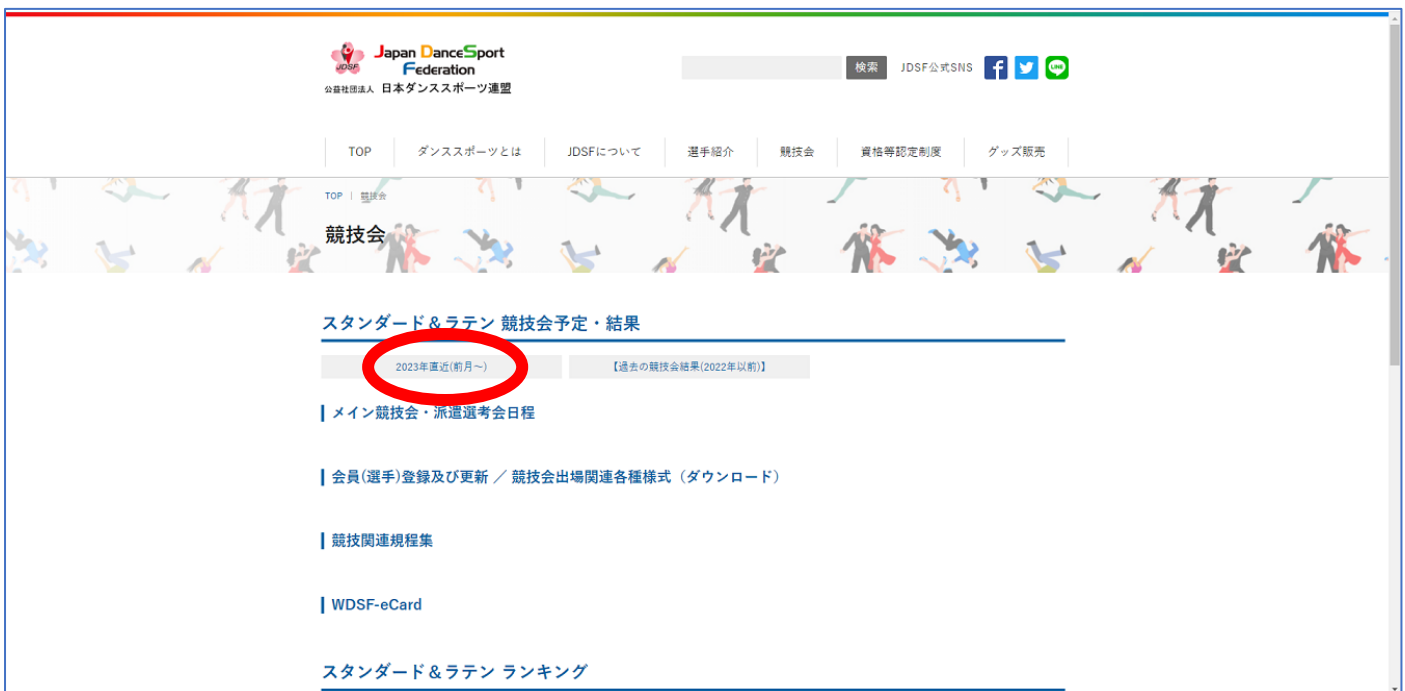 Japan DanceSport
Federation
JDSF
公益社団法人 日本ダンススポーツ連盟
検索 JDSF公式SNS f LINE
TOP ダンススポーツとは JDSFについて 選手紹介 競技会 資格等認定制度 グッズ販売
TOP | 競技会
競技会
スタンダード＆ラテン 競技会予定・結果
2023年直近(前月～) 【過去の競技会結果(2022年以前)】
メイン競技会・派遣選考会日程
会員(選手)登録及び更新 ／ 競技会出場関連各種様式（ダウンロード）
競技関連規程集
WDSF-eCard
スタンダード＆ラテン ランキング